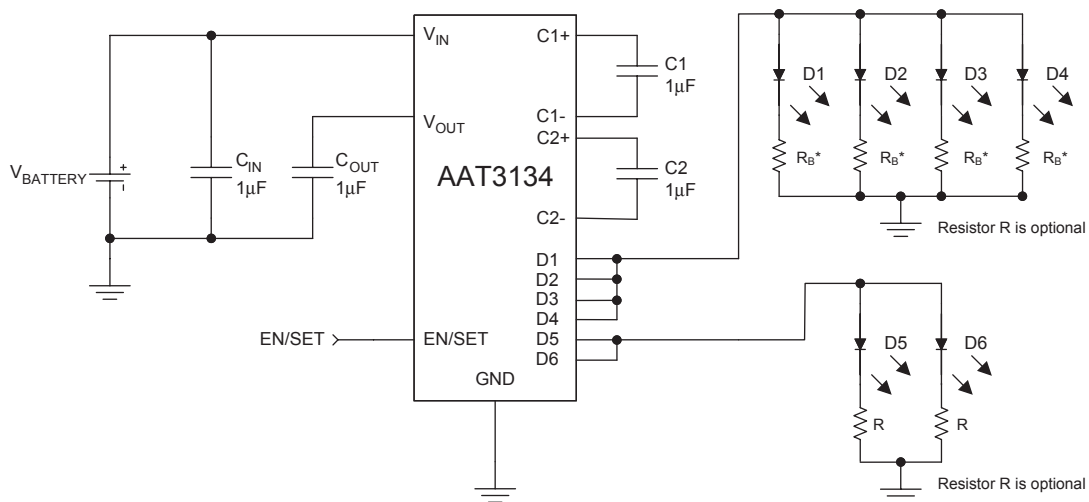 V_IN
C1+
C1
1µF
C1-
V_OUT
C2+
C2
1µF
C2-
V_BATTERY
+
-
C_IN
1µF
C_OUT
1µF
AAT3134
D1
D2
D3
D4
D5
D6
EN/SET
EN/SET
GND
D1
D2
D3
D4
R_B*
R_B*
R_B*
R_B*
Resistor R is optional
D5
D6
R
R
Resistor R is optional